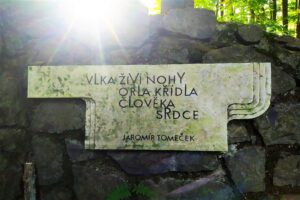 VLKA ŽIVÍ NOHY
ORLA KŘÍDLA
ČLOVĚKA
SRDCE
JAROMÍR TOMEČEK